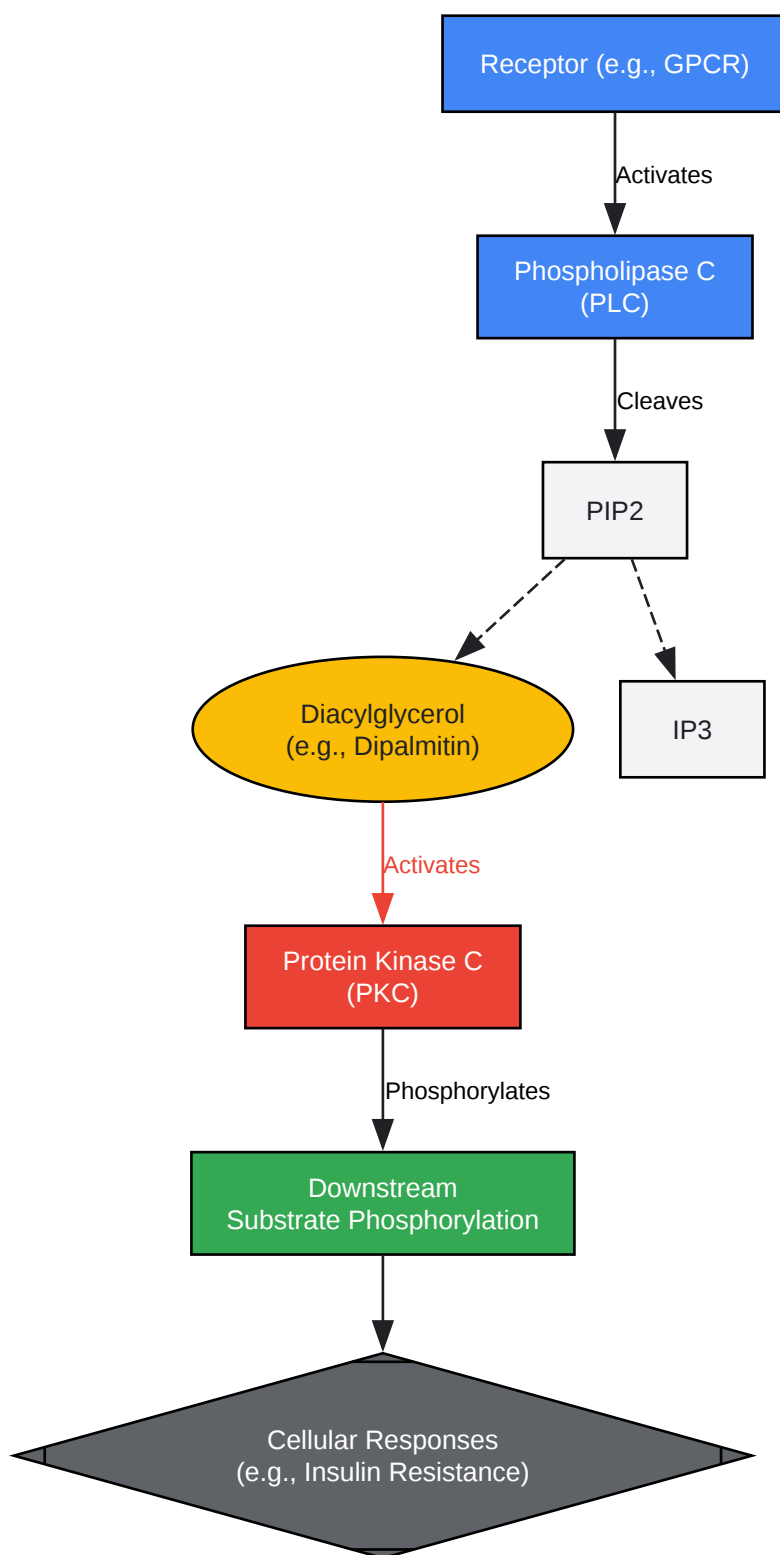 Receptor (e.g., GPCR)
Activates
Phospholipase C
(PLC)
Cleaves
PIP2
Diacylglycerol
(e.g., Dipalmitin)
IP3
Activates
Protein Kinase C
(PKC)
Phosphorylates
Downstream
Substrate Phosphorylation
Cellular Responses
(e.g., Insulin Resistance)